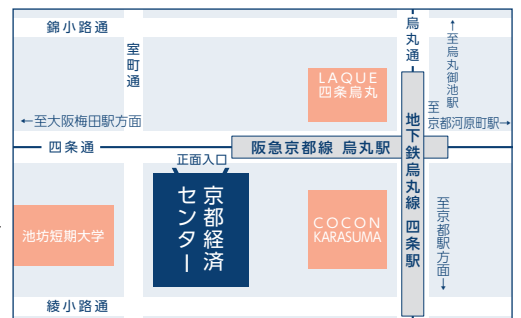 錦小路通
室町通
烏丸通
←至烏丸御池駅
LAQUE
四条烏丸
←至大阪梅田駅方面
至
京都河原町駅→
四条通
阪急京都線 烏丸駅
地下鉄烏丸線 四条駅
正面入口
京都経済
センター
池坊短期大学
COCON
KARASUMA
至京都駅方面→
綾小路通